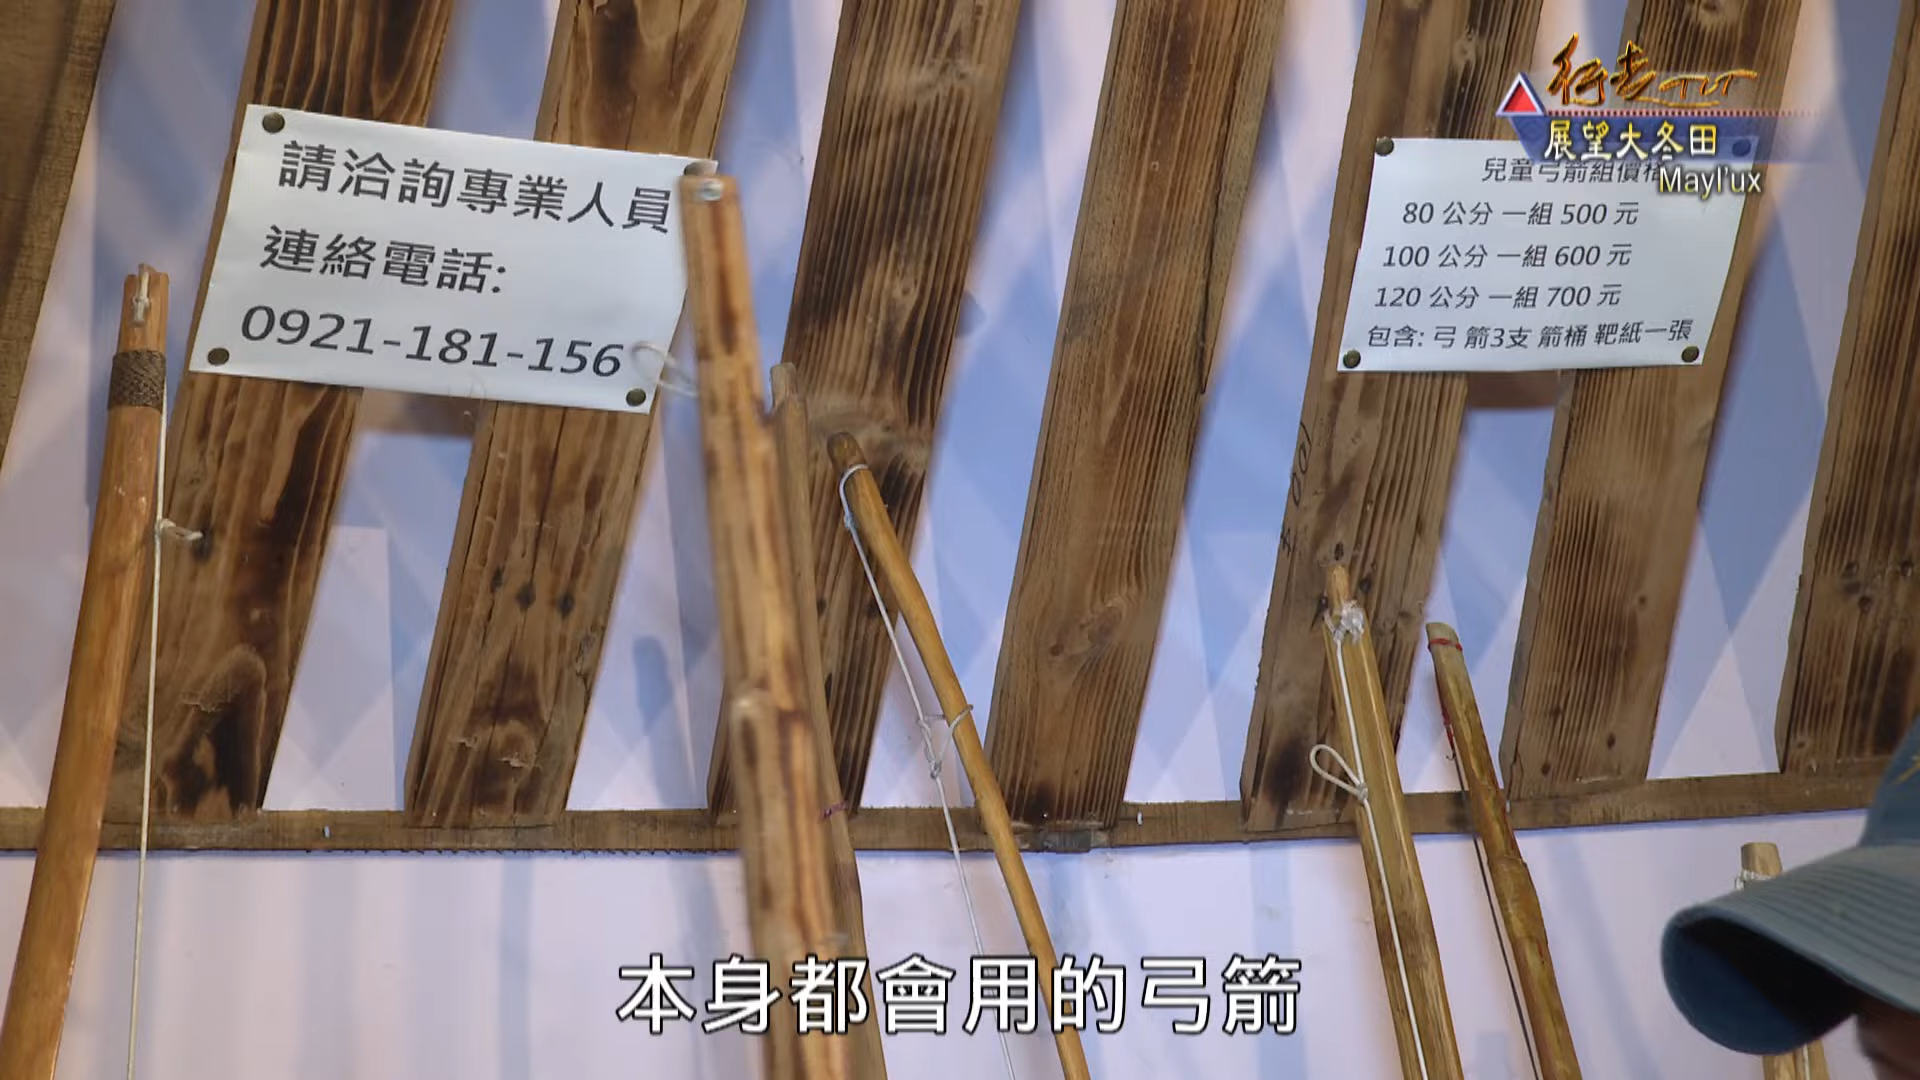 請洽詢專業人員
連絡電話:
0921-181-156
行走TIT
展望大冬田
Mayl'ux
兒童弓箭組價格
80 公分 一組 500 元
100 公分 一組 600 元
120 公分 一組 700 元
包含: 弓 箭3支 箭桶 靶紙一張
本身都會用的弓箭